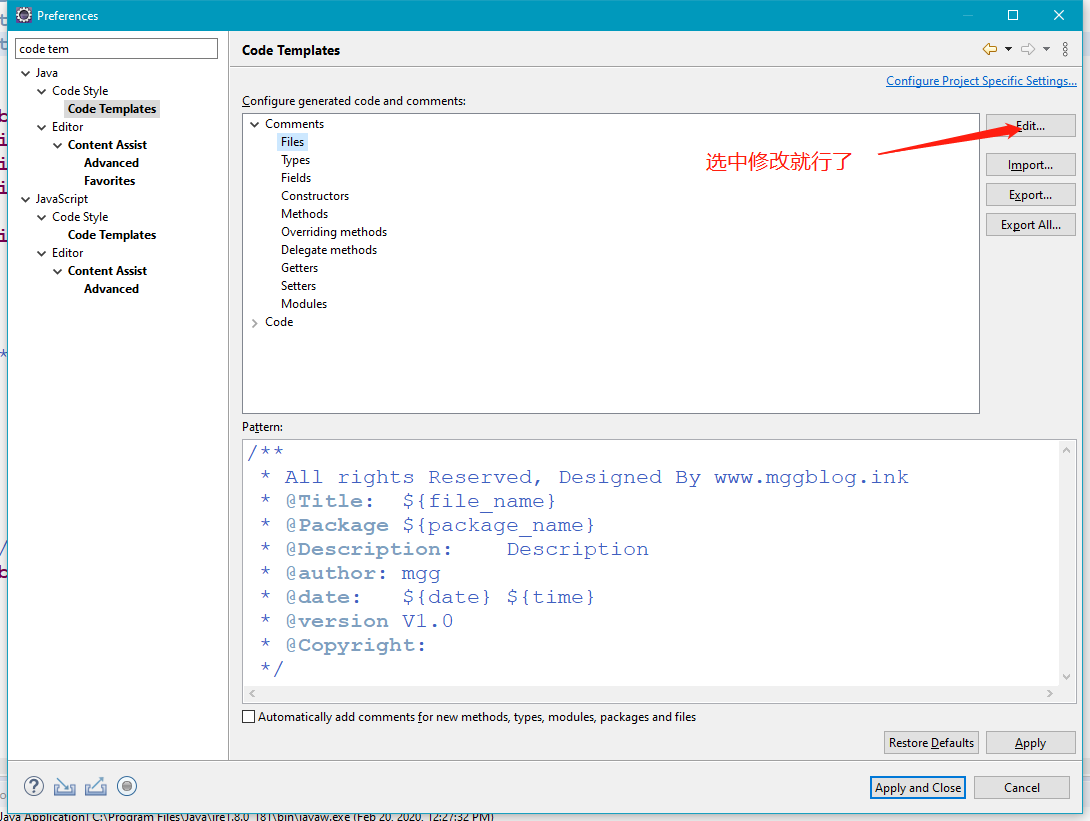 Preferences
code tem
Code Templates
Configure Project Specific Settings...
Java
Code Style
Code Templates
Editor
Content Assist
Advanced
Favorites
JavaScript
Code Style
Code Templates
Editor
Content Assist
Advanced
Configure generated code and comments:
Comments
Files
Types
Fields
Constructors
Methods
Overriding methods
Delegate methods
Getters
Setters
Modules
Code
选中修改就行了
Edit...
Import...
Export...
Export All...
Pattern:
/**
* All rights Reserved, Designed By www.mggblog.ink
* @Title: ${file_name}
* @Package ${package_name}
* @Description: Description
* @author: mgg
* @date: ${date} ${time}
* @version V1.0
* @Copyright:
*/
Automatically add comments for new methods, types, modules, packages and files
Restore Defaults
Apply
Apply and Close
Cancel
Java Application] C:\Program Files\Java\jre1.8.0_181\bin\javaw.exe (Feb 20, 2020, 12:27:32 PM)